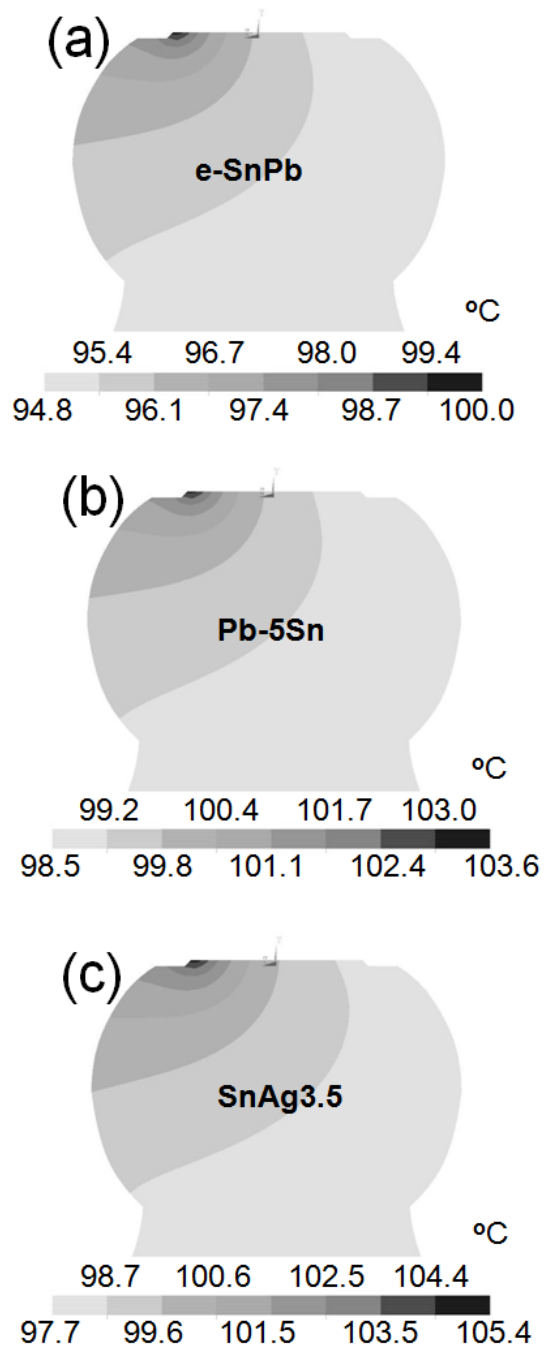 (a)
e-SnPb
ºC
95.4 96.7 98.0 99.4
94.8 96.1 97.4 98.7 100.0
(b)
Pb-5Sn
ºC
99.2 100.4 101.7 103.0
98.5 99.8 101.1 102.4 103.6
(c)
SnAg3.5
ºC
98.7 100.6 102.5 104.4
97.7 99.6 101.5 103.5 105.4